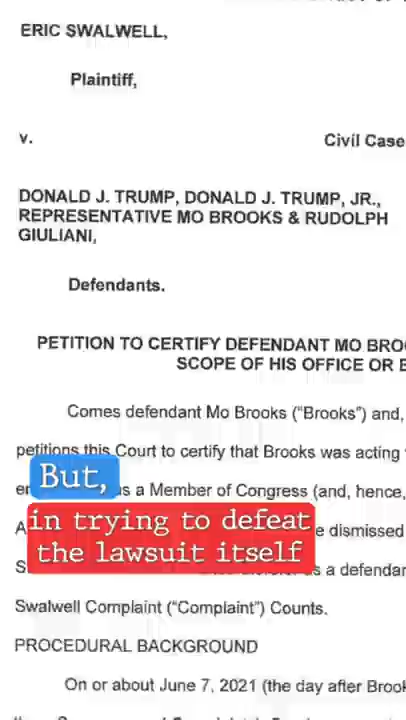 ERIC SWALWELL,
Plaintiff,
v.
Civil Case
DONALD J. TRUMP, DONALD J. TRUMP, JR.,
REPRESENTATIVE MO BROOKS & RUDOLPH
GIULIANI,
Defendants.
PETITION TO CERTIFY DEFENDANT MO
SCOPE OF HIS OFFICE OR
Comes defendant Mo Brooks ("Brooks") and,
petitions this Court to certify that Brooks was acting
But,
a Member of Congress (and, hence,
in trying to defeat
dismissed
the lawsuit itself
a
Swalwell Complaint ("Complaint") Counts.
PROCEDURAL BACKGROUND
On or about June 7, 2021 (the day after